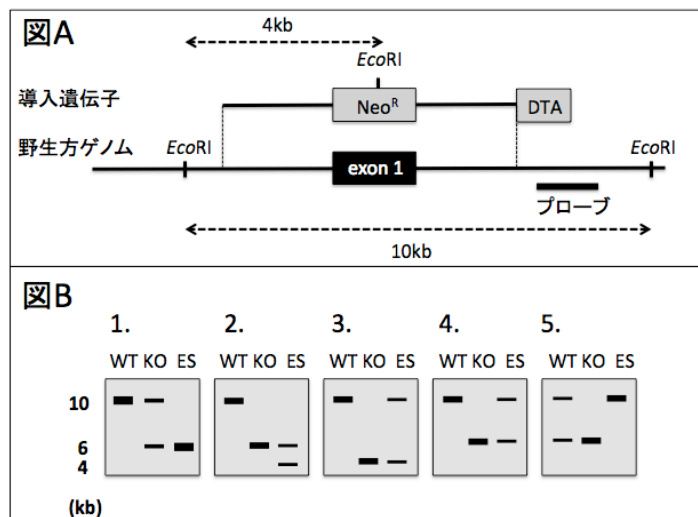 図A
4kb
EcoRI
導入遺伝子
NeoR
DTA
野生方ゲノム
EcoRI
exon 1
EcoRI
プローブ
10kb
図B
1. 2. 3. 4. 5.
WT KO ES WT KO ES WT KO ES WT KO ES WT KO ES
10
6
4
(kb)